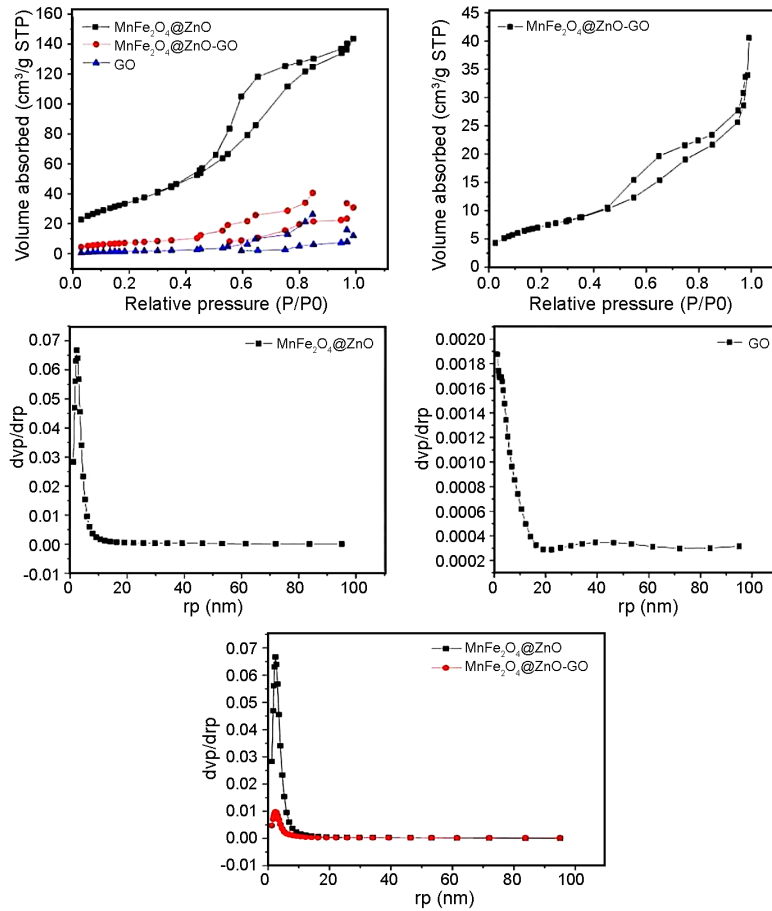 MnFe₂O₄@ZnO
MnFe₂O₄@ZnO-GO
GO
Volume absorbed (cm³/g STP)
160
140
120
100
80
60
40
20
0
0.0 0.2 0.4 0.6 0.8 1.0
Relative pressure (P/P0)
MnFe₂O₄@ZnO-GO
Volume absorbed (cm³/g STP)
45
40
35
30
25
20
15
10
5
0
0.0 0.2 0.4 0.6 0.8 1.0
Relative pressure (P/P0)
MnFe₂O₄@ZnO
dvp/drp
0.07
0.06
0.05
0.04
0.03
0.02
0.01
0.00
-0.01
0 20 40 60 80 100
rp (nm)
GO
dvp/drp
0.0020
0.0018
0.0016
0.0014
0.0012
0.0010
0.0008
0.0006
0.0004
0.0002
0 20 40 60 80 100
rp (nm)
MnFe₂O₄@ZnO
MnFe₂O₄@ZnO-GO
dvp/drp
0.07
0.06
0.05
0.04
0.03
0.02
0.01
0.00
-0.01
0 20 40 60 80 100
rp (nm)